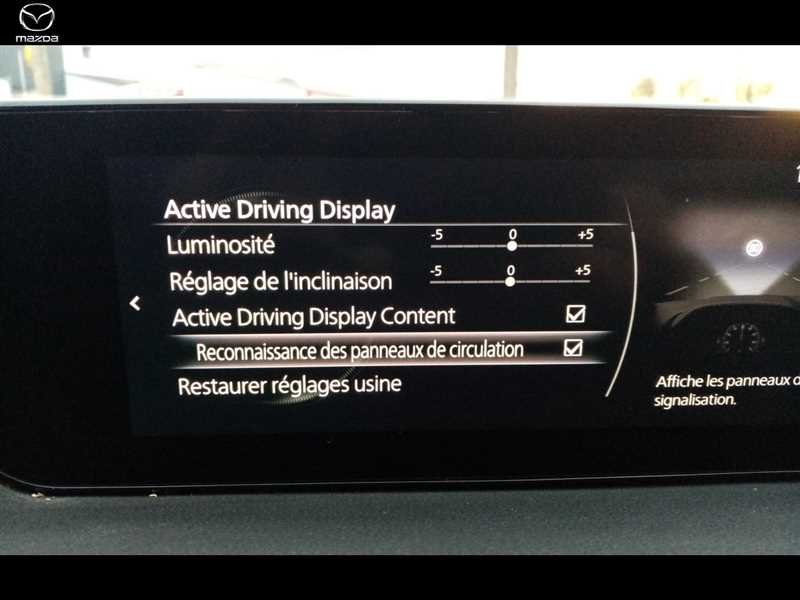 mazda
Active Driving Display
Luminosité -5 0 +5
Réglage de l'inclinaison -5 0 +5
Active Driving Display Content
Reconnaissance des panneaux de circulation
Restaurer réglages usine
Affiche les panneaux
signalisation.